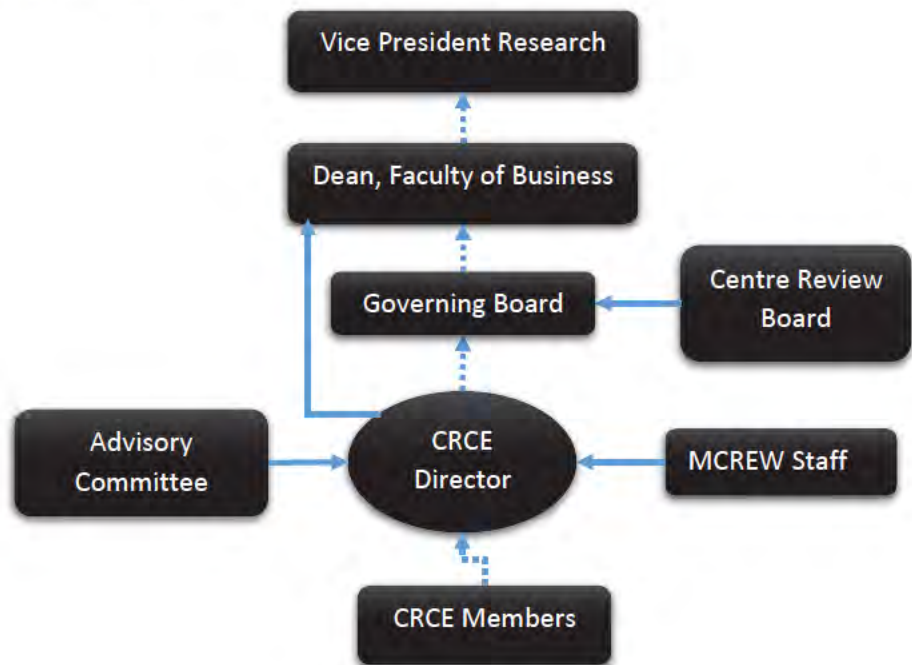 Vice President Research
Dean, Faculty of Business
Governing Board
Centre Review
Board
Advisory
Committee
CRCE
Director
MCREW Staff
CRCE Members